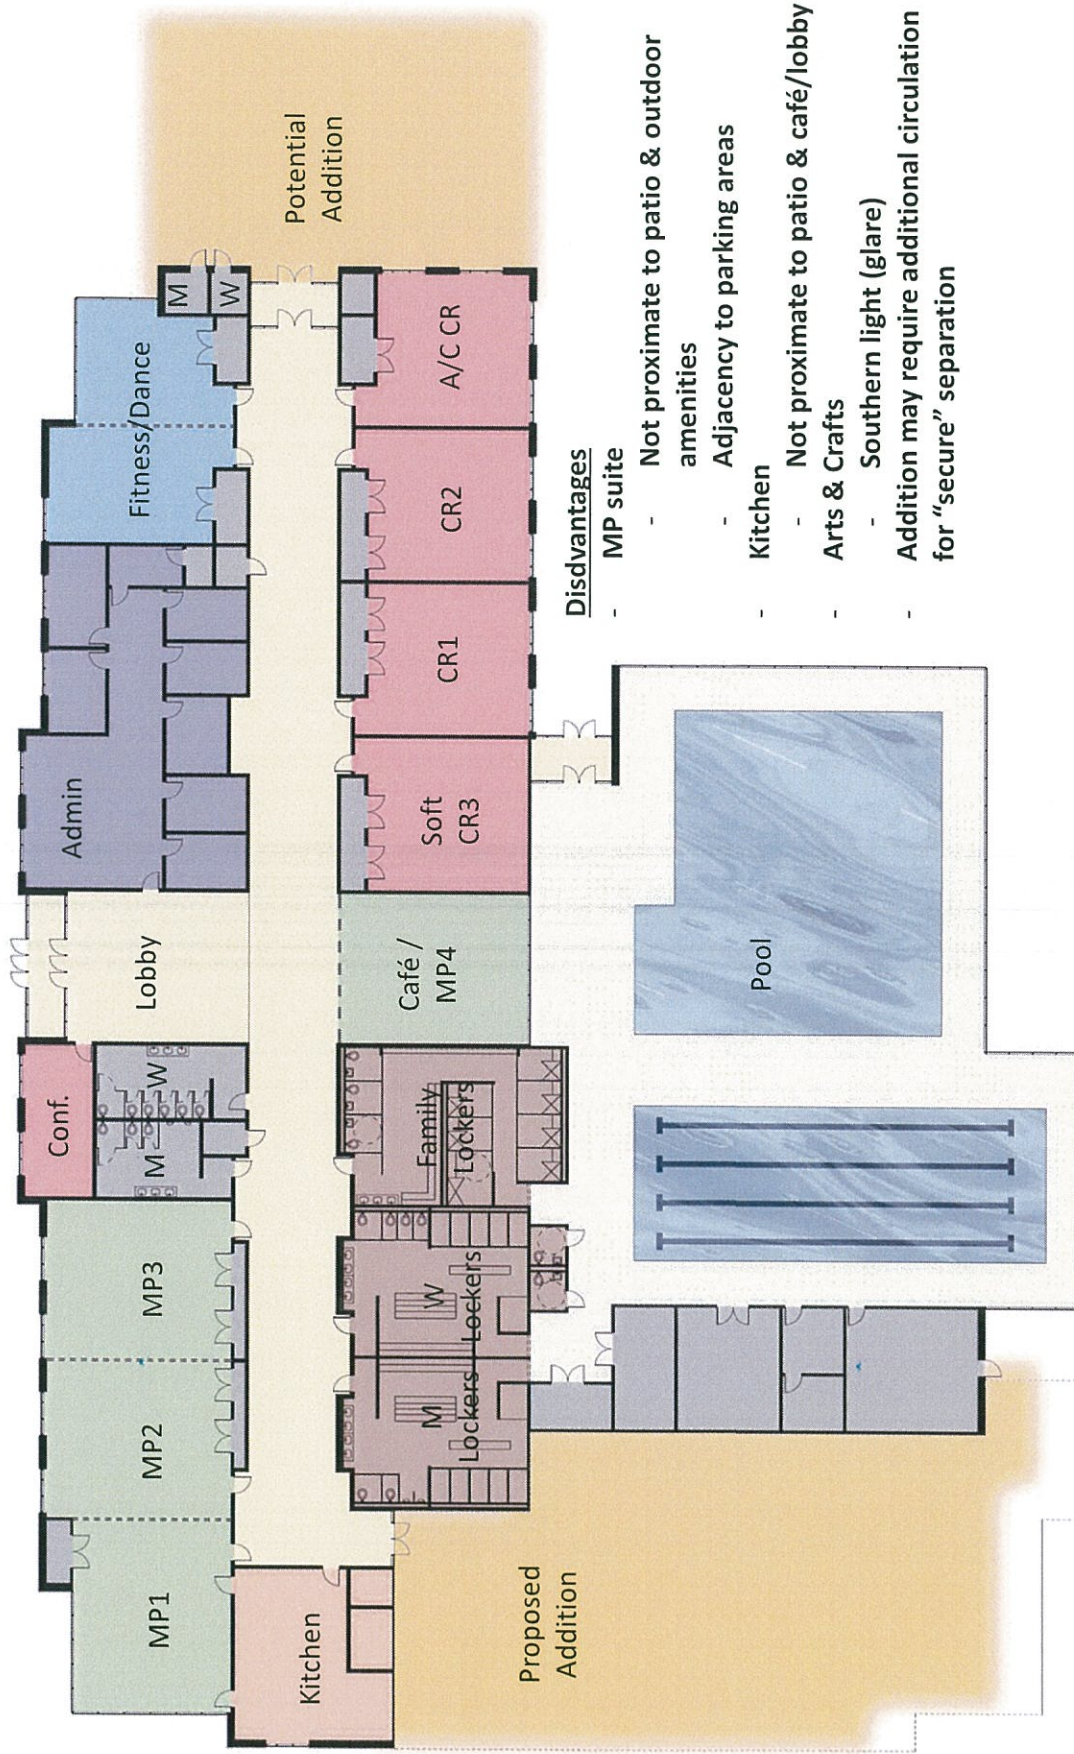 MP1
MP2
MP3
Conf.
M
W
Lobby
Admin
Fitness/Dance
M
W
Potential
Addition
Kitchen
M
Lockers
W
Lockers
Family
Lockers
Café /
MP4
Soft
CR3
CR1
CR2
A/C CR
Proposed
Addition
Pool
Disdvantages
- MP suite
- Not proximate to patio & outdoor
amenities
- Adjacency to parking areas
- Kitchen
- Not proximate to patio & café/lobby
- Arts & Crafts
- Southern light (glare)
- Addition may require additional circulation
for “secure” separation